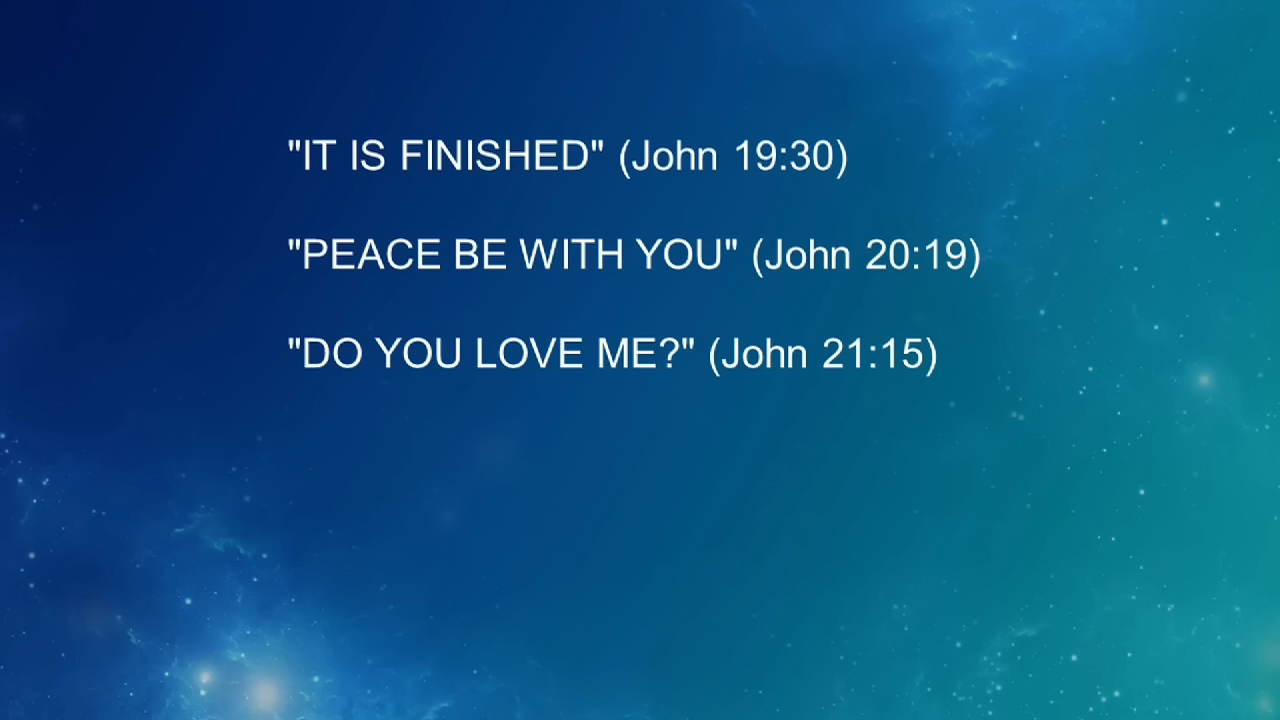 "IT IS FINISHED" (John 19:30)
"PEACE BE WITH YOU" (John 20:19)
"DO YOU LOVE ME?" (John 21:15)